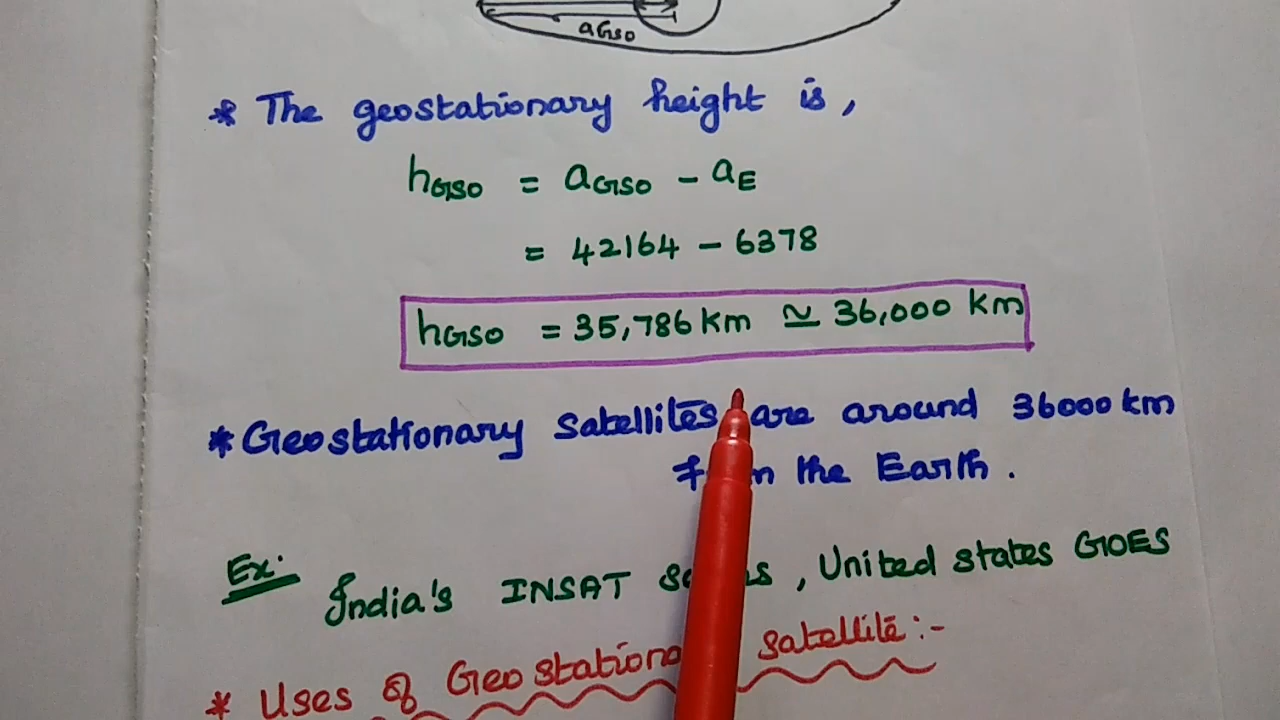 aGSO
* The geostationary height is,
hGSO = aGSO - aE
= 42164 - 6378
hGSO = 35,786 km ≃ 36,000 km
* Geostationary satellites are around 36000 km
the Earth.
Ex: India's INSAT , United states GOES
* Uses of satellite:-